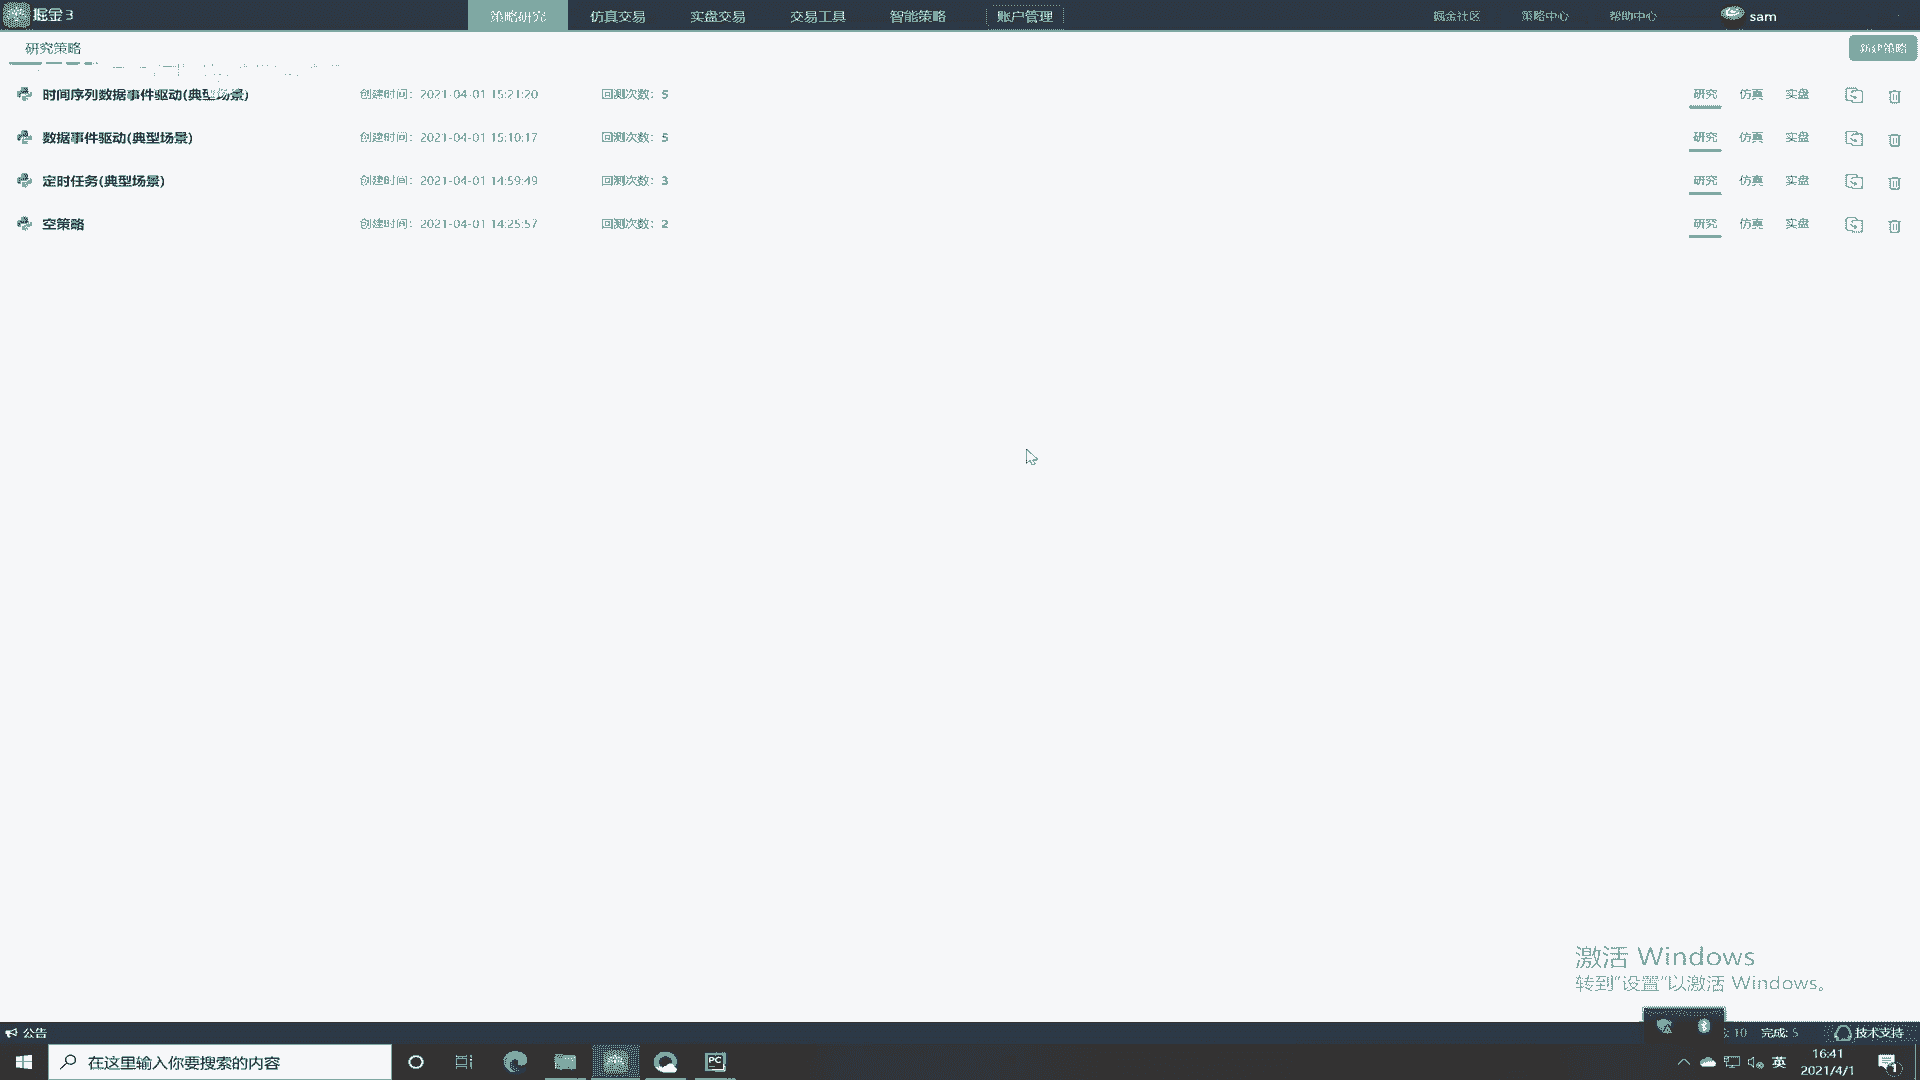 掘金3 策略研究 仿真交易 实盘交易 交易工具 智能策略 账户管理 掘金社区 策略中心 帮助中心 sam
研究策略 新建策略
时间序列数据事件驱动(典型场景) 创建时间: 2021-04-01 15:21:20 回测次数: 5 研究 仿真 实盘
数据事件驱动(典型场景) 创建时间: 2021-04-01 15:10:17 回测次数: 5 研究 仿真 实盘
定时任务(典型场景) 创建时间: 2021-04-01 14:59:49 回测次数: 3 研究 仿真 实盘
空策略 创建时间: 2021-04-01 14:25:57 回测次数: 2 研究 仿真 实盘
激活 Windows
转到"设置"以激活 Windows。
公告 : 10 完成: 5 技术支持
在这里输入你要搜索的内容 PC 英 16:41
2021/4/1 1